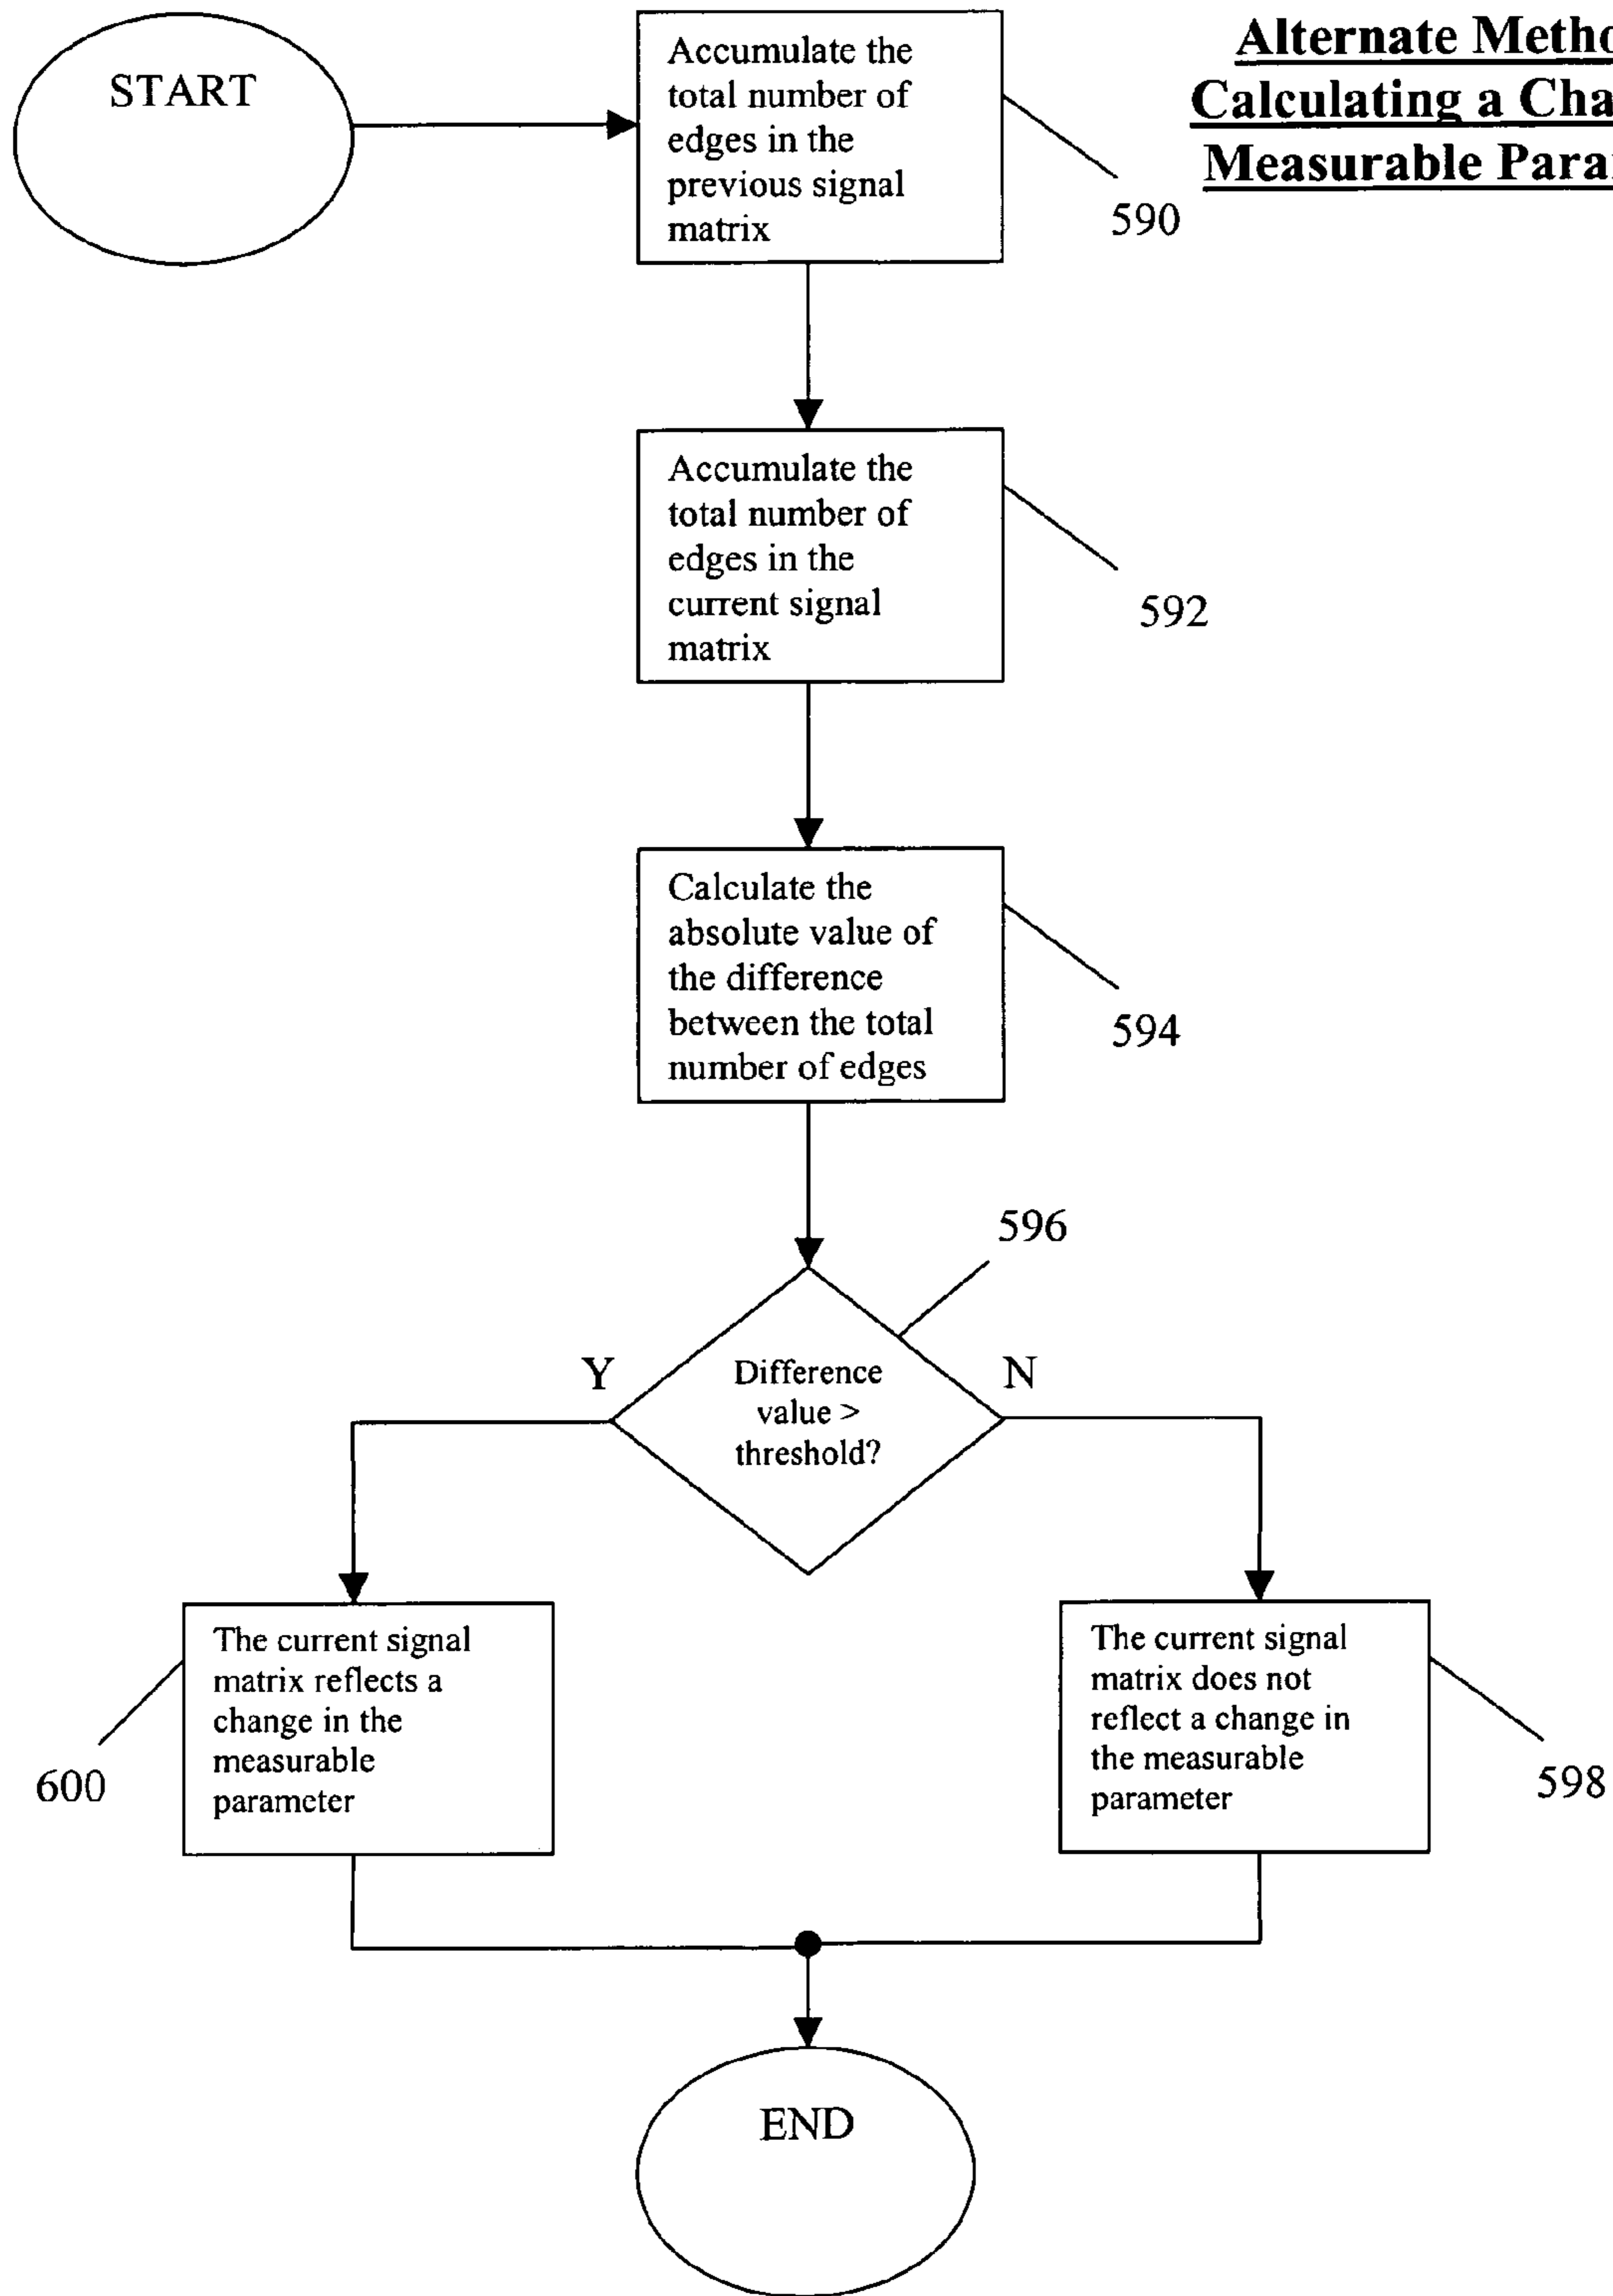 START
Accumulate the
total number of
edges in the
previous signal
matrix
590
Alternate
Calculating a
Measurable
Accumulate the
total number of
edges in the
current signal
matrix
592
Calculate the
absolute value of
the difference
between the total
number of edges
594
596
Y
Difference
value >
threshold?
N
The current signal
matrix reflects a
change in the
measurable
parameter
600
The current signal
matrix does not
reflect a change in
the measurable
parameter
598
END